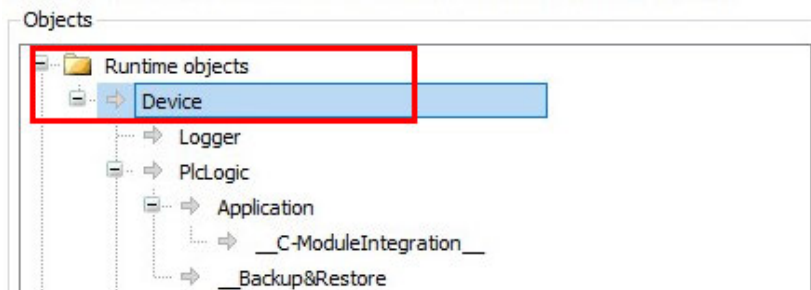 Objects
Runtime objects
Device
Logger
PlcLogic
Application
__C-ModuleIntegration__
__Backup&Restore